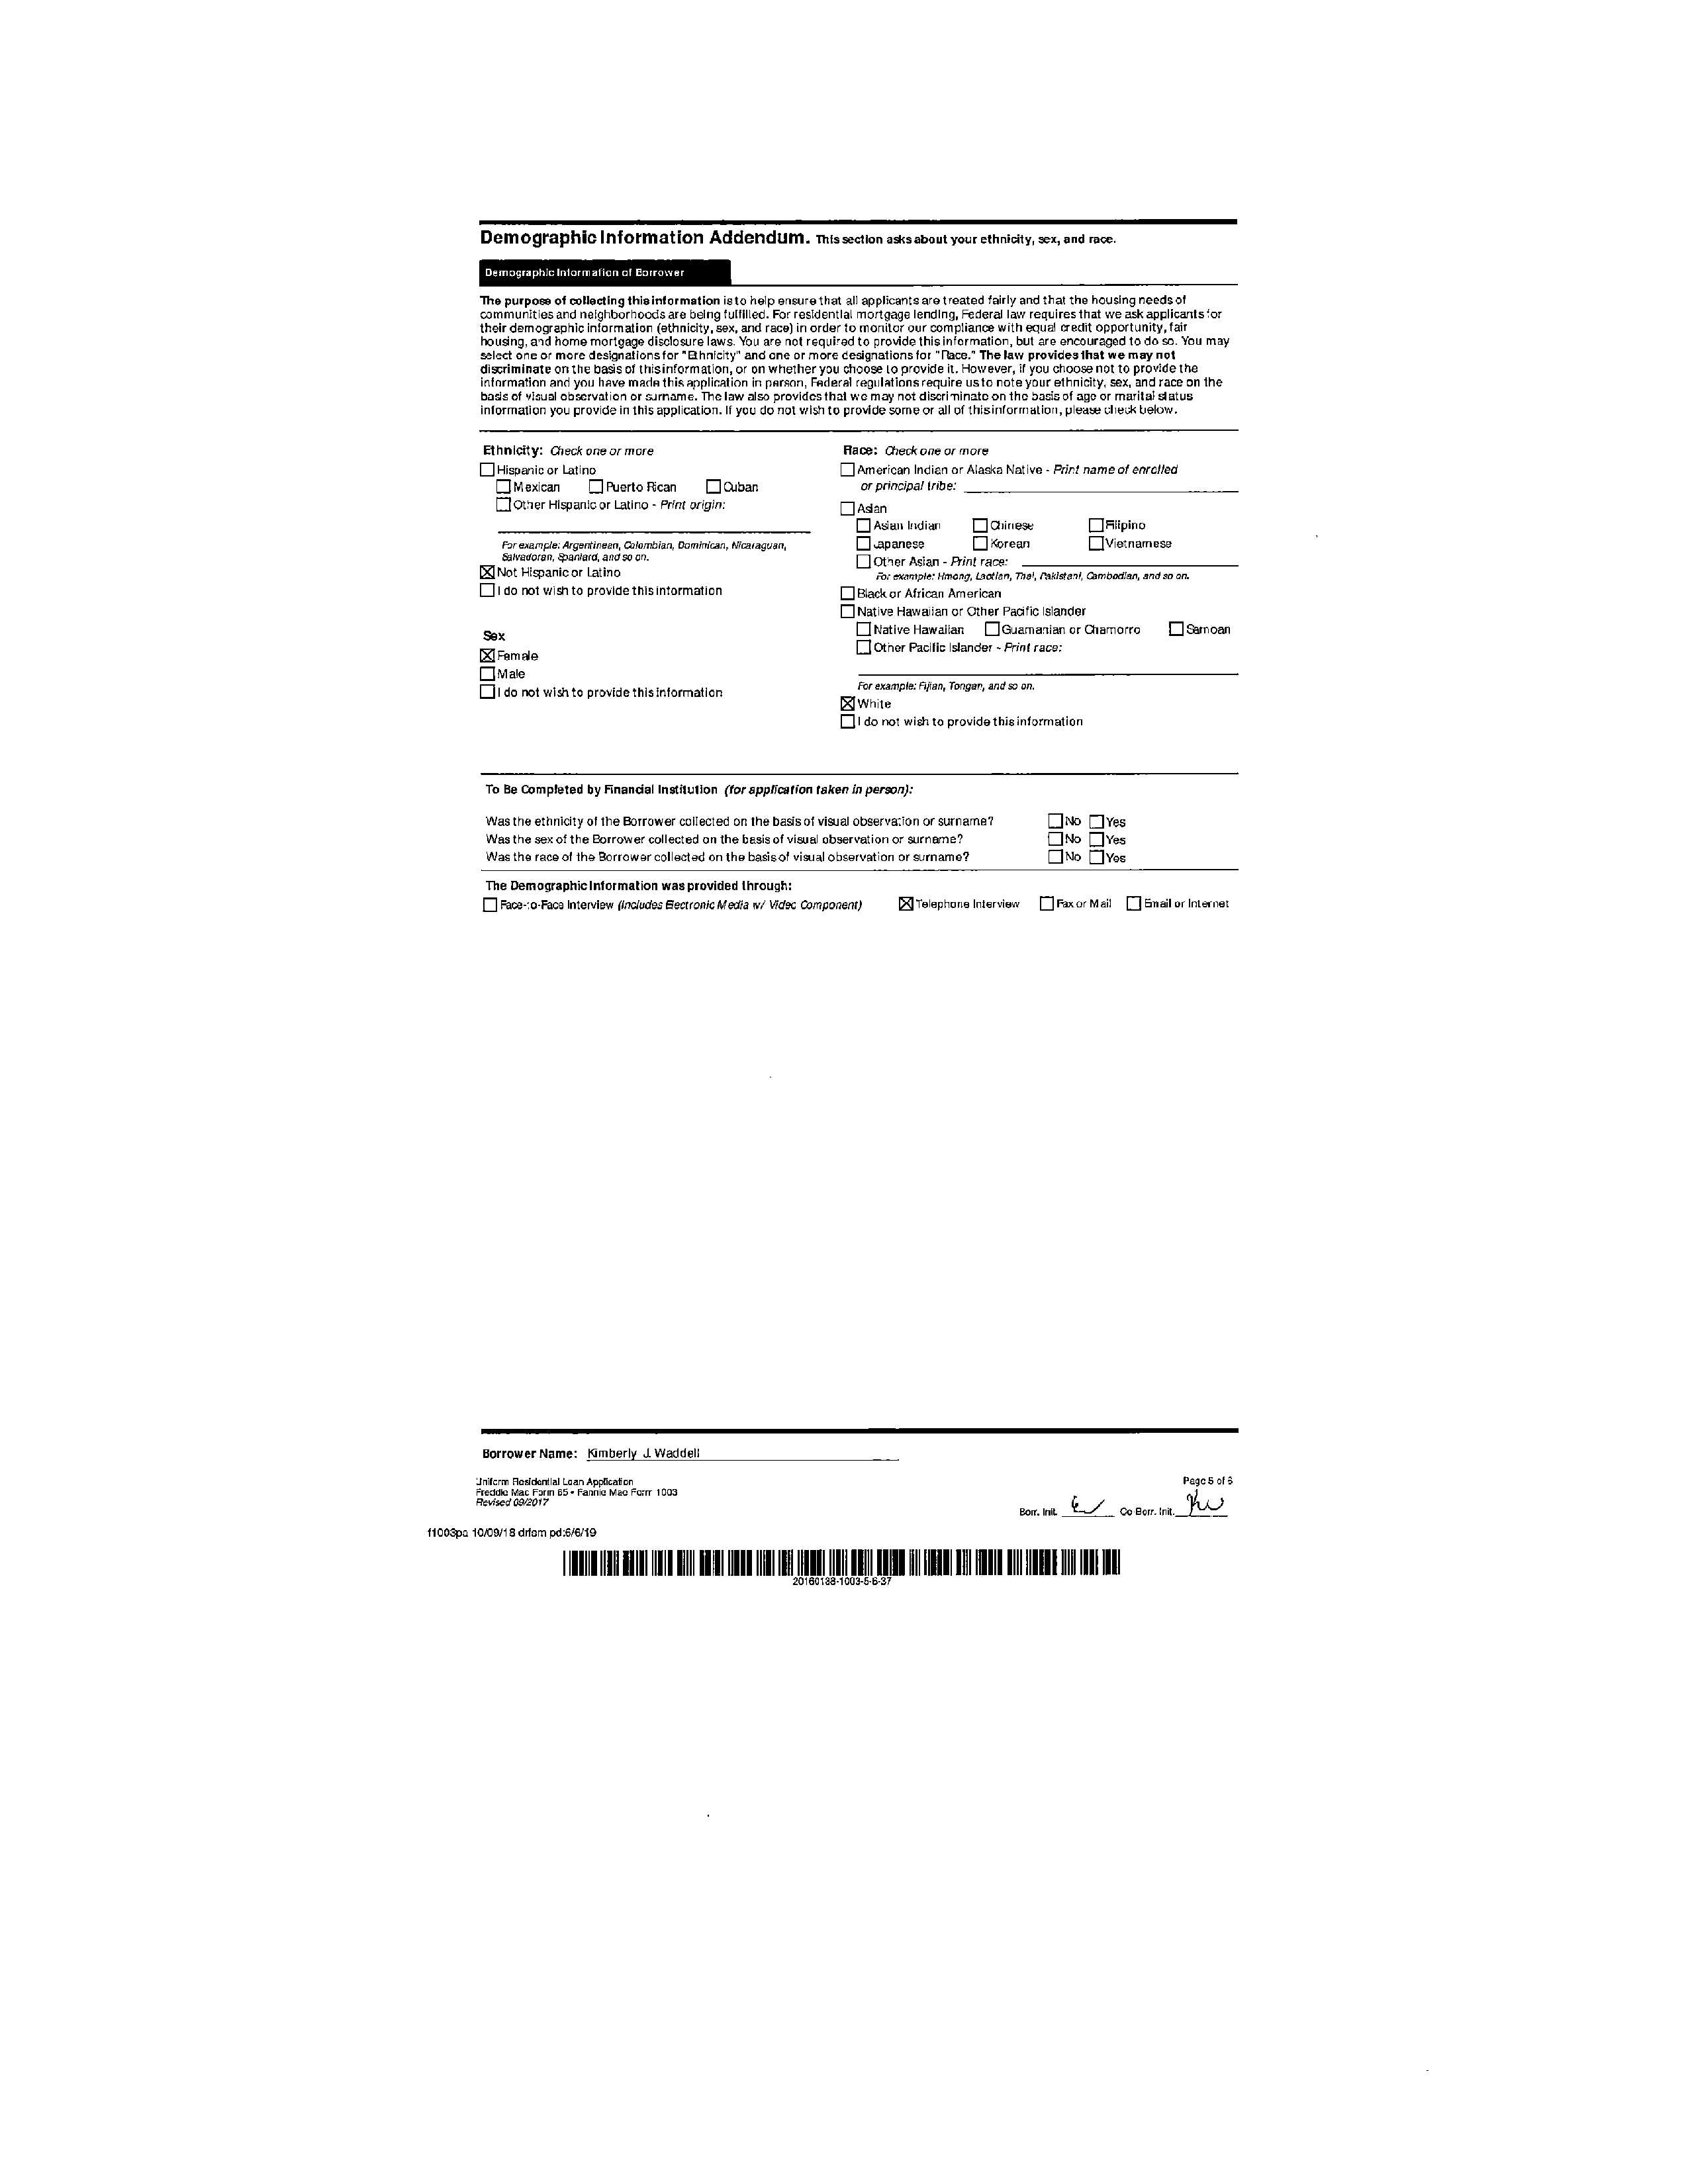 Demographic Information Addendum. This section asks about your ethnicity, sex, and race.
Demographic Information of Borrower
The purpose of collecting this information is to help ensure that all applicants are treated fairly and that the housing needs of
communities and neighborhoods are being fulfilled. For residential mortgage lending, Federal law requires that we ask applicants for
their demographic information (ethnicity, sex, and race) in order to monitor our compliance with equal credit opportunity, fair
housing, and home mortgage disclosure laws. You are not required to provide this information, but are encouraged to do so. You may
select one or more designations for "Ethnicity" and one or more designations for "Race." The law provides that we may not
discriminate on the basis of this information, or on whether you choose to provide it. However, if you choose not to provide the
information and you have made this application in person, Federal regulations require us to note your ethnicity, sex, and race on the
basis of visual observation or surname. The law also provides that we may not discriminate on the basis of age or marital status
information you provide in this application. If you do not wish to provide some or all of this information, please check below.
Ethnicity: Check one or more
Hispanic or Latino
Mexican Puerto Rican Cuban
Other Hispanic or Latino - Print origin:
For example: Argentinean, Colombian, Dominican, Nicaraguan,
Salvadoran, Spaniard, and so on.
Not Hispanic or Latino
I do not wish to provide this information
Sex
Female
Male
I do not wish to provide this information
Race: Check one or more
American Indian or Alaska Native - Print name of enrolled
or principal tribe:
Asian
Asian Indian Chinese Filipino
Japanese Korean Vietnamese
Other Asian - Print race:
For example: Hmong, Laotian, Thai, Pakistani, Cambodian, and so on.
Black or African American
Native Hawaiian or Other Pacific Islander
Native Hawaiian Guamanian or Chamorro Samoan
Other Pacific Islander - Print race:
For example: Fijian, Tongan, and so on.
White
I do not wish to provide this information
To Be Completed by Financial Institution (for application taken in person):
Was the ethnicity of the Borrower collected on the basis of visual observation or surname? No Yes
Was the sex of the Borrower collected on the basis of visual observation or surname? No Yes
Was the race of the Borrower collected on the basis of visual observation or surname? No Yes
The Demographic Information was provided through:
Face-to-Face Interview (Includes Electronic Media w/ Video Component) Telephone Interview Fax or Mail Email or Internet
Borrower Name: Kimberly J. Waddell
Uniform Residential Loan Application
Freddie Mac Form 65 • Fannie Mae Form 1003
Revised 09/2017
Page 5 of 6
Borr. Init. Co-Borr. Init.
f1003pa 10/09/18 drlom pd:6/6/19
20160138-1003-5-6-37